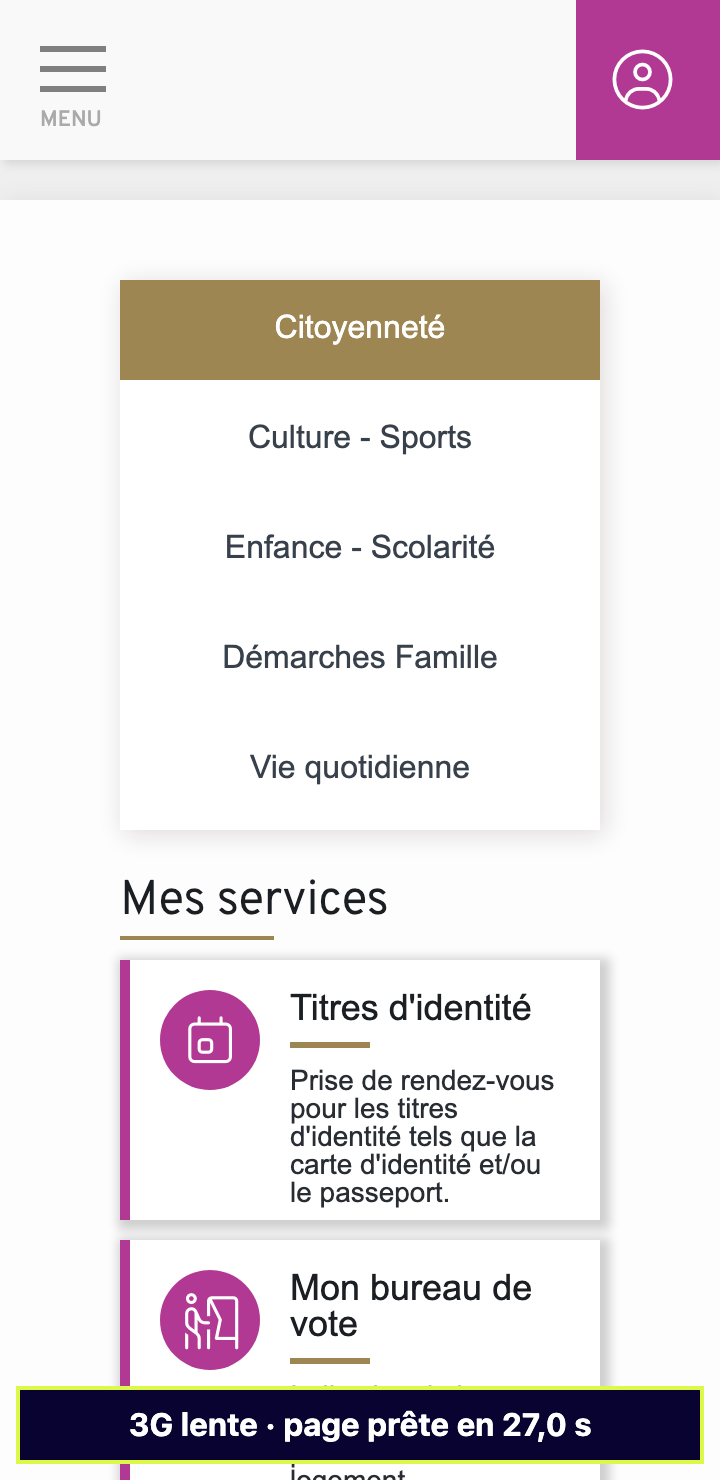 MENU
Citoyenneté
Culture - Sports
Enfance - Scolarité
Démarches Famille
Vie quotidienne
Mes services
Titres d'identité
Prise de rendez-vous
pour les titres
d'identité tels que la
carte d'identité et/ou
le passeport.
Mon bureau de
vote
3G lente · page prête en 27,0 s
logement